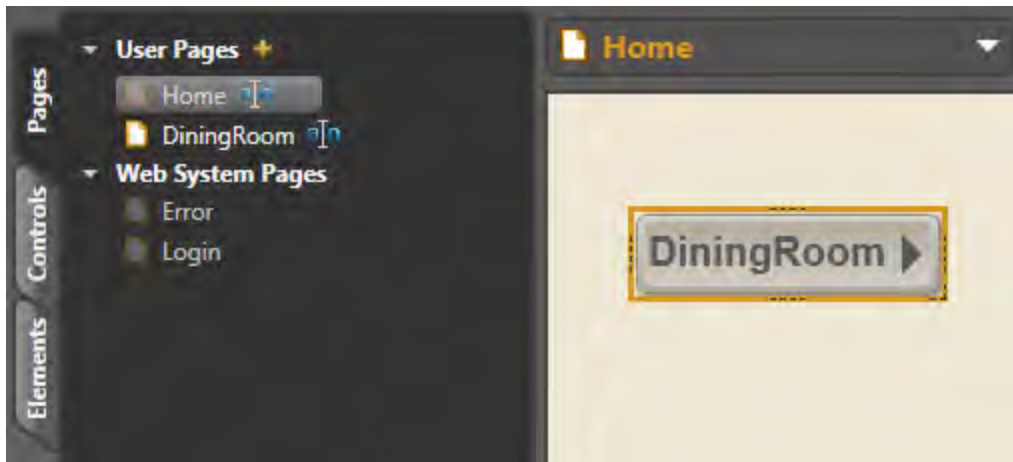 Pages
Controls
Elements
User Pages
Home
DiningRoom
Web System Pages
Error
Login
Home
DiningRoom